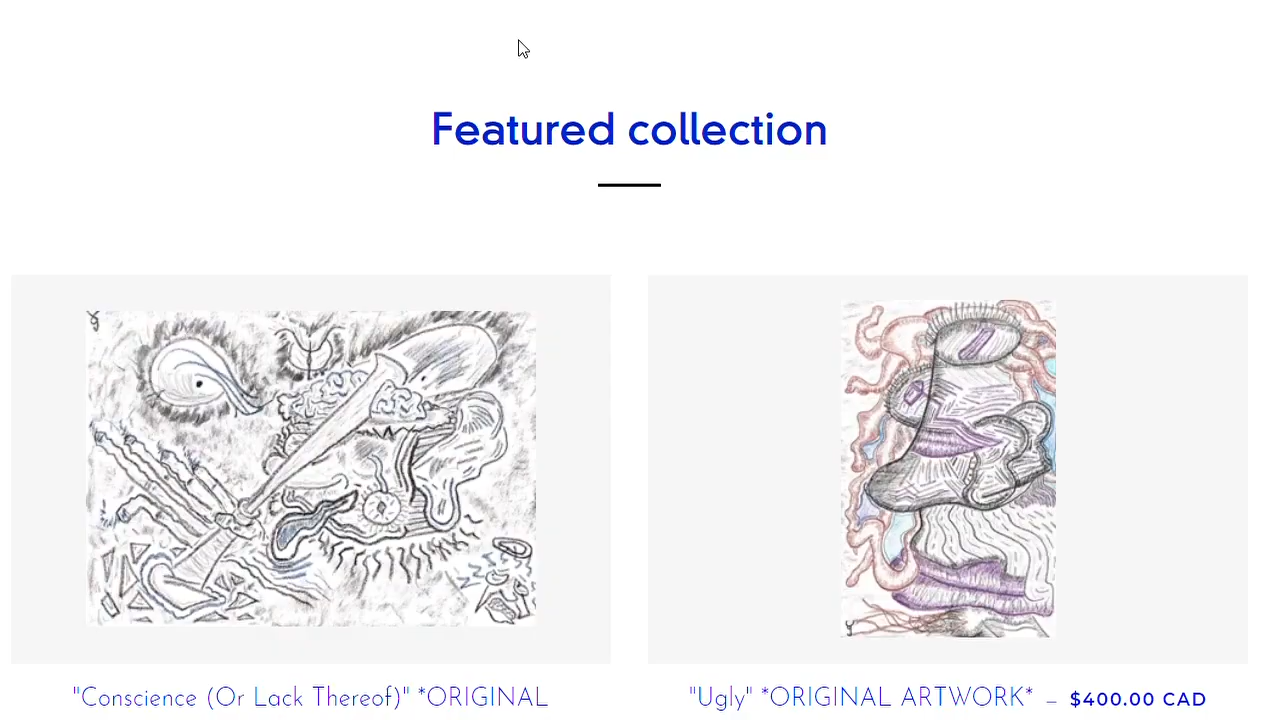 Featured collection
"Conscience (Or Lack Thereof)" *ORIGINAL
"Ugly" *ORIGINAL ARTWORK* — $400.00 CAD